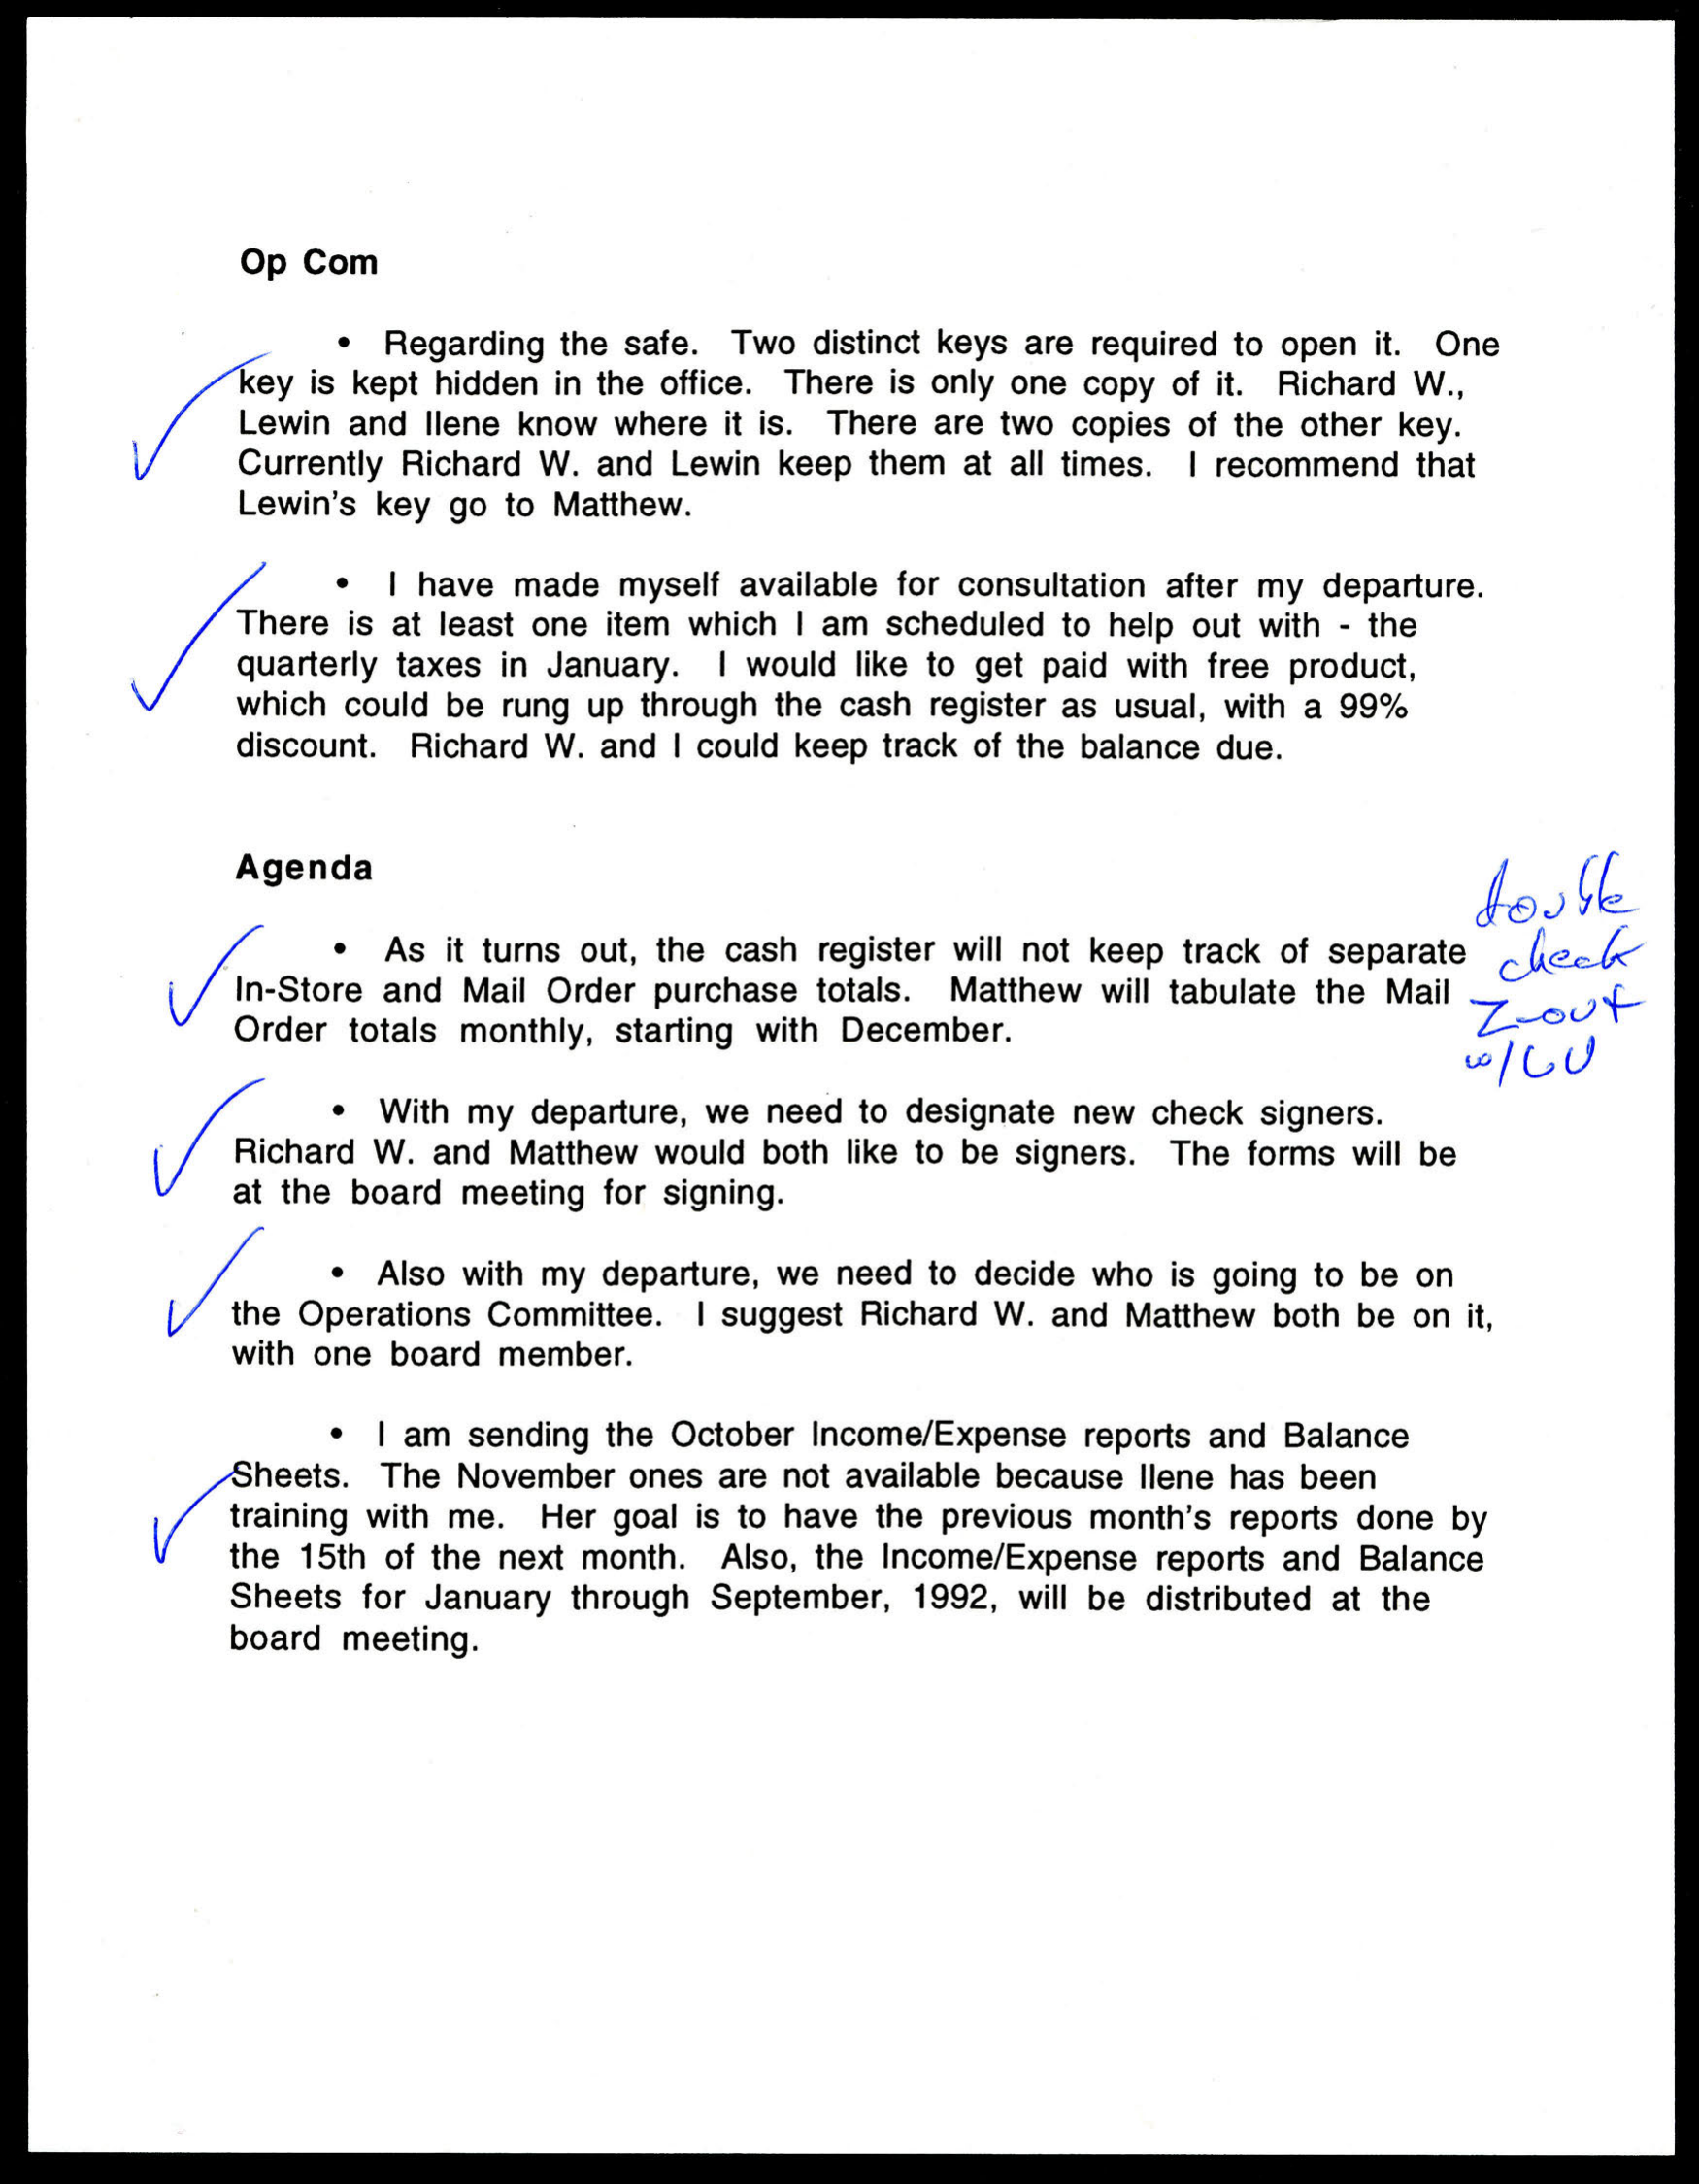 Op Com
• Regarding the safe. Two distinct keys are required to open it. One
key is kept hidden in the office. There is only one copy of it. Richard W.,
Lewin and Ilene know where it is. There are two copies of the other key.
Currently Richard W. and Lewin keep them at all times. I recommend that
Lewin's key go to Matthew.
• I have made myself available for consultation after my departure.
There is at least one item which I am scheduled to help out with - the
quarterly taxes in January. I would like to get paid with free product,
which could be rung up through the cash register as usual, with a 99%
discount. Richard W. and I could keep track of the balance due.
Agenda
• As it turns out, the cash register will not keep track of separate
In-Store and Mail Order purchase totals. Matthew will tabulate the Mail
Order totals monthly, starting with December.
double
check
Z-out
w/
• With my departure, we need to designate new check signers.
Richard W. and Matthew would both like to be signers. The forms will be
at the board meeting for signing.
• Also with my departure, we need to decide who is going to be on
the Operations Committee. I suggest Richard W. and Matthew both be on it,
with one board member.
• I am sending the October Income/Expense reports and Balance
Sheets. The November ones are not available because Ilene has been
training with me. Her goal is to have the previous month's reports done by
the 15th of the next month. Also, the Income/Expense reports and Balance
Sheets for January through September, 1992, will be distributed at the
board meeting.